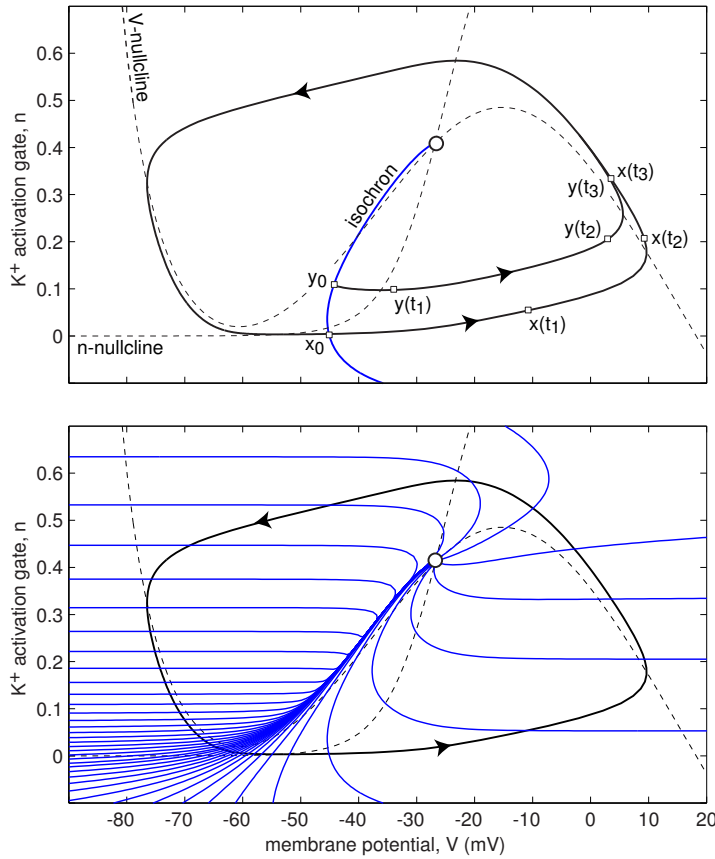 V-nullcline
0.6
0.5
0.4
0.3
0.2
0.1
0
K+ activation gate, n
isochron
x(t3)
y(t3)
y(t2)
x(t2)
y0
y(t1)
x(t1)
n-nullcline
x0
0.6
0.5
0.4
0.3
0.2
0.1
0
K+ activation gate, n
-80 -70 -60 -50 -40 -30 -20 -10 0 10 20
membrane potential, V (mV)